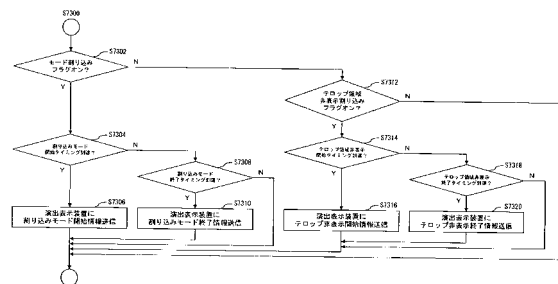 S7300
S7302
モード割り込み
フラグオン？
Y
N
S7312
テロップ領域
非表示割り込み
フラグオン？
Y
N
S7304
割り込みモード
開始タイミング到達？
Y
N
S7308
割り込みモード
終了タイミング到達？
Y
N
S7314
テロップ領域非表示
開始タイミング到達？
Y
N
S7318
テロップ領域非表示
終了タイミング到達？
Y
N
S7306
演出表示装置に
割り込みモード開始情報送信
S7310
演出表示装置に
割り込みモード終了情報送信
S7316
演出表示装置に
テロップ非表示開始情報送信
S7320
演出表示装置に
テロップ非表示終了情報送信